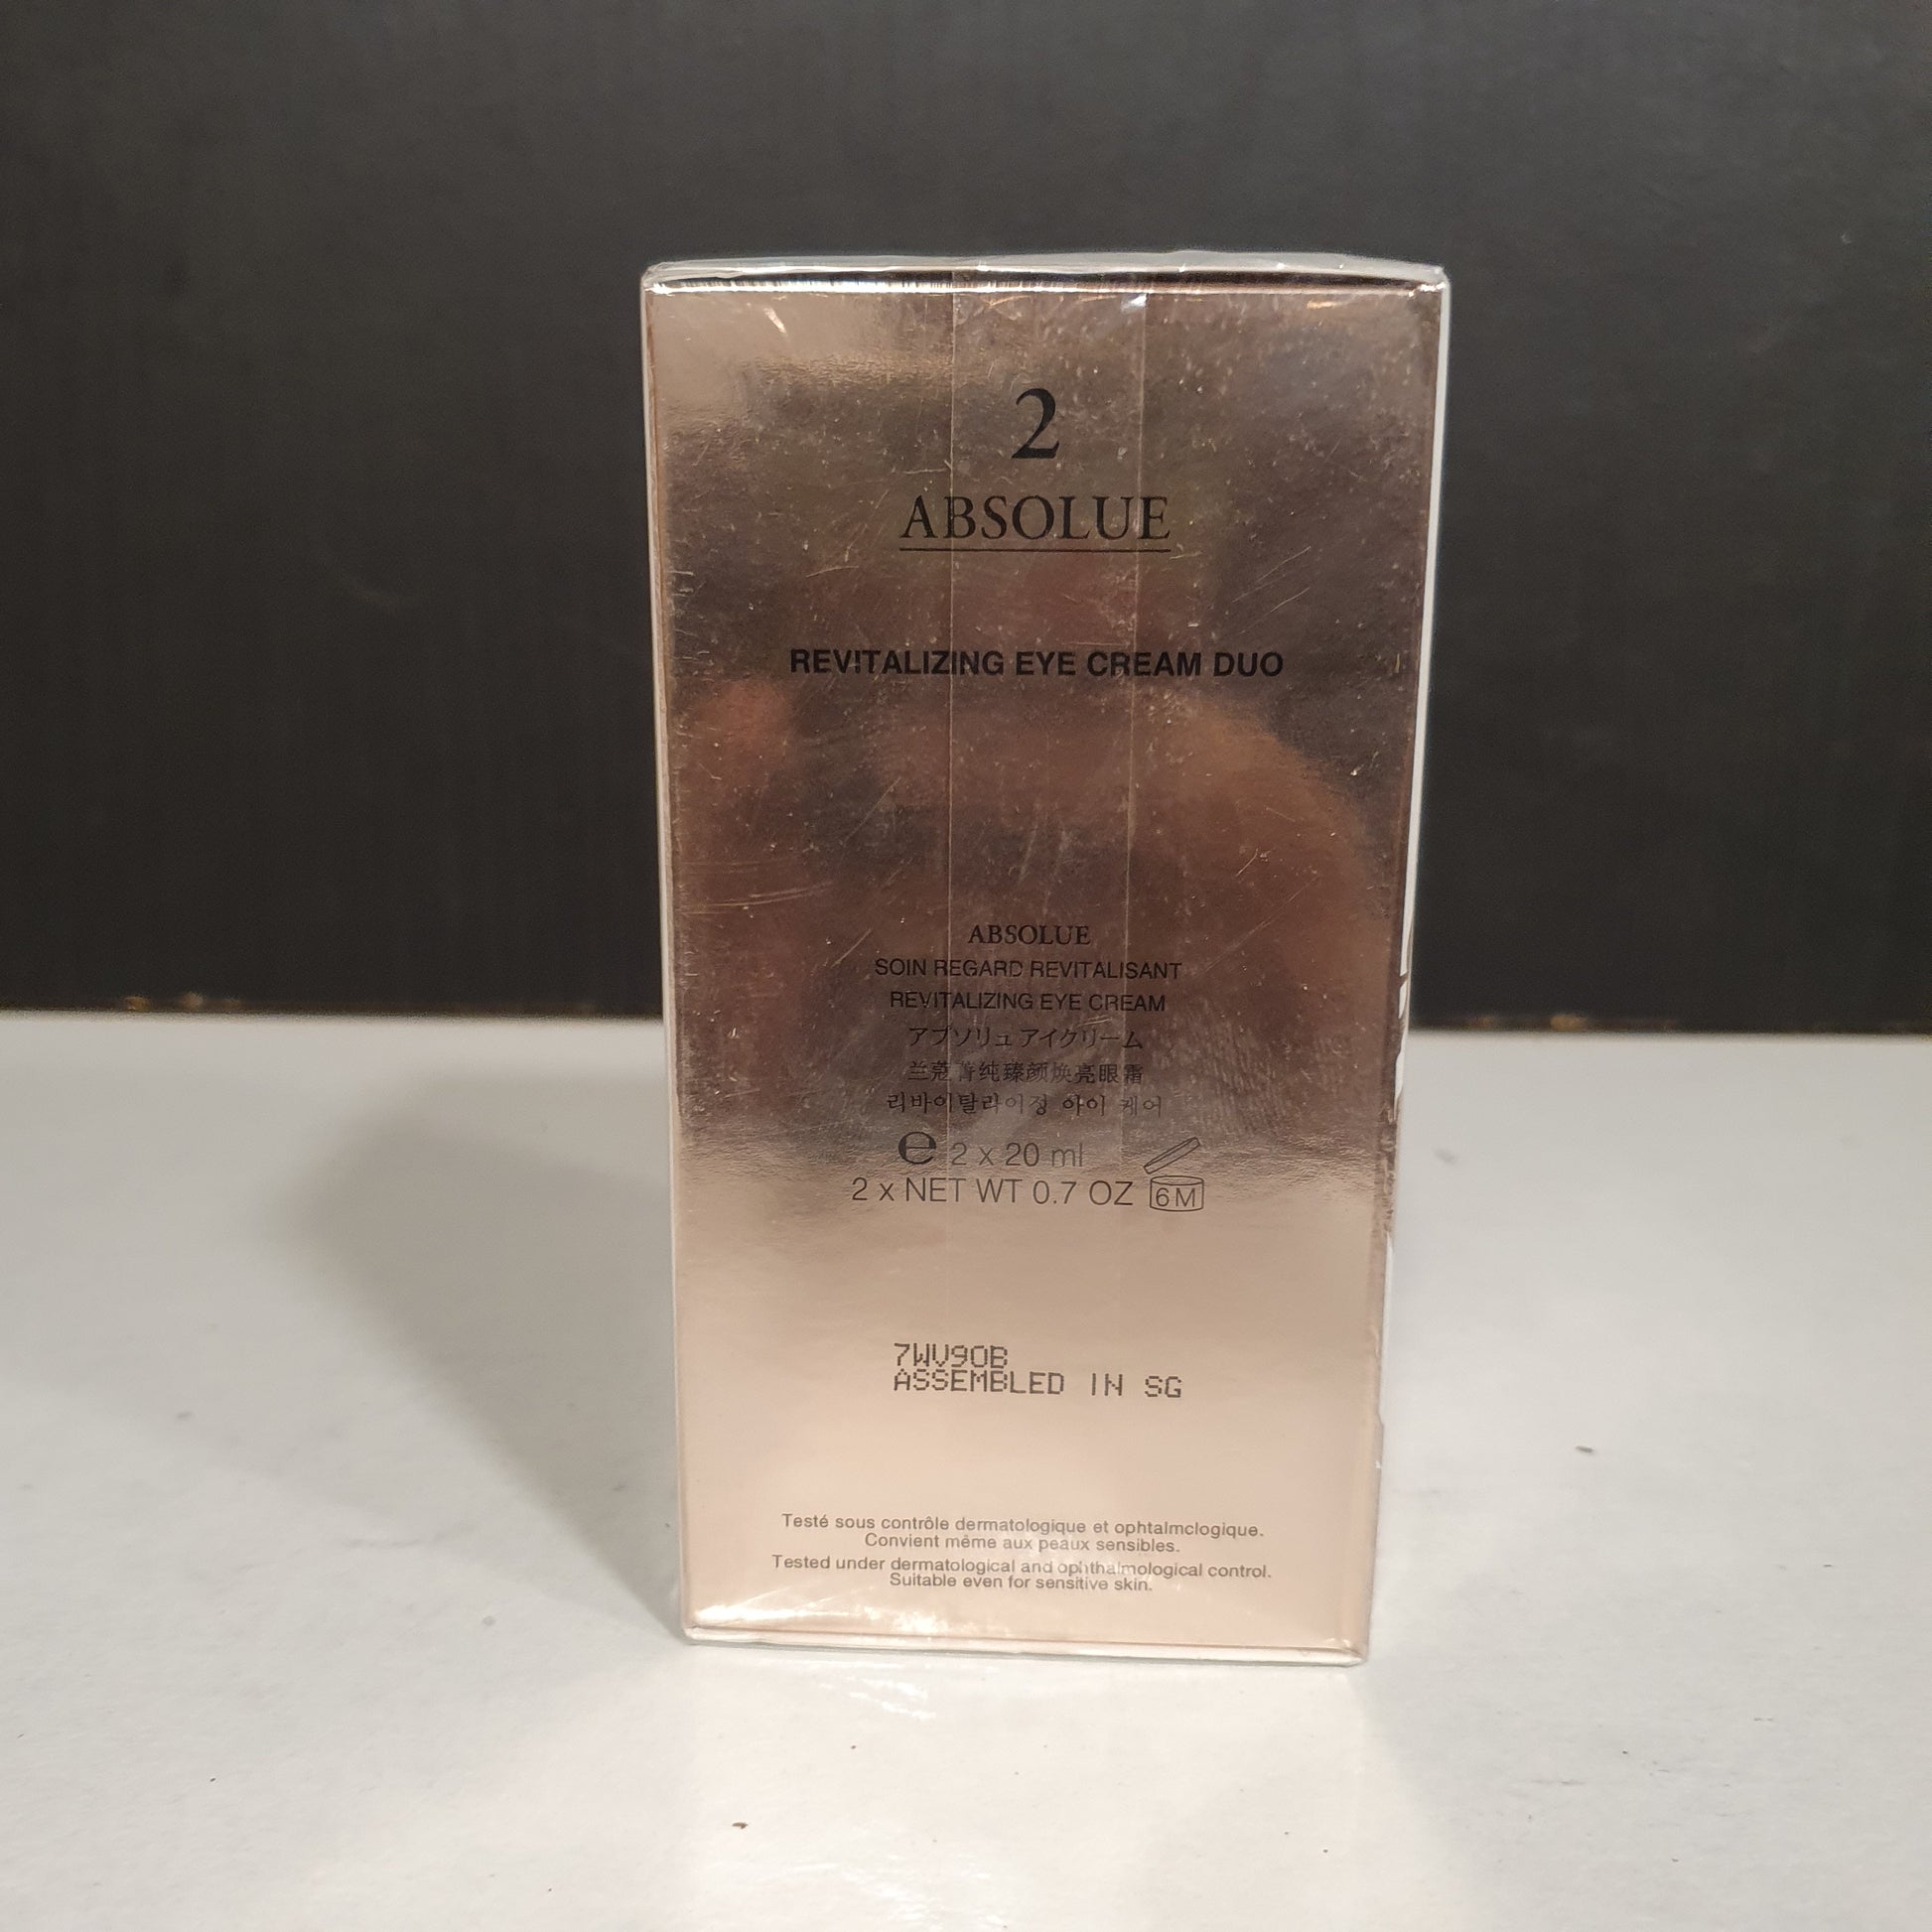 2
ABSOLUE
REVITALIZING EYE CREAM DUO
ABSOLUE
SOIN REGARD REVITALISANT
REVITALIZING EYE CREAM
アプソリュ アイクリーム
兰蔻菁纯臻颜焕亮眼霜
리바이탈라이징 아이 케어
e 2 x 20 ml
2 x NET WT 0.7 OZ 6M
7WV90B
ASSEMBLED IN SG
Testé sous contrôle dermatologique et ophtalmologique.
Convient même aux peaux sensibles.
Tested under dermatological and ophthalmological control.
Suitable even for sensitive skin.